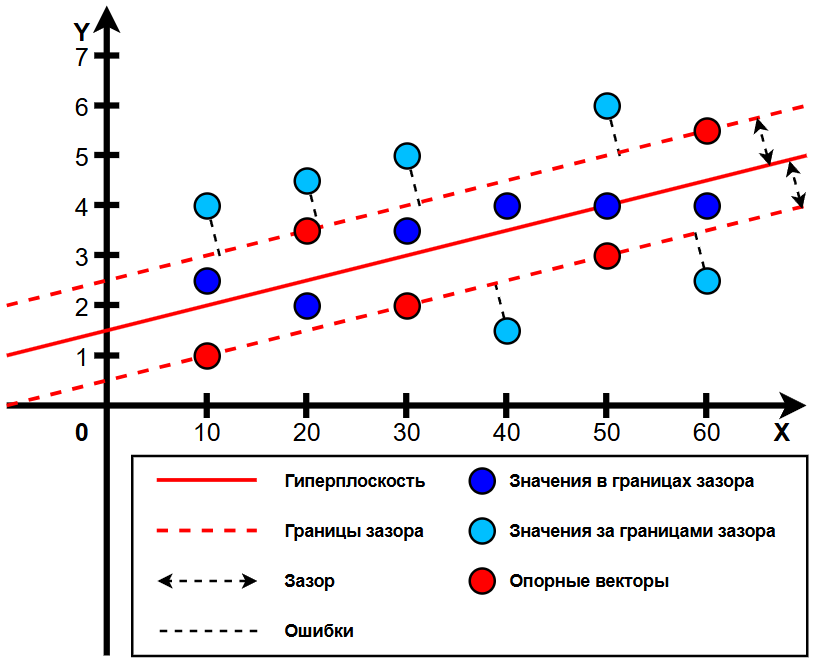 Y
7
6
5
4
3
2
1
0 10 20 30 40 50 60 X
Гиперплоскость
Границы зазора
Зазор
Ошибки
Значения в границах зазора
Значения за границами зазора
Опорные векторы